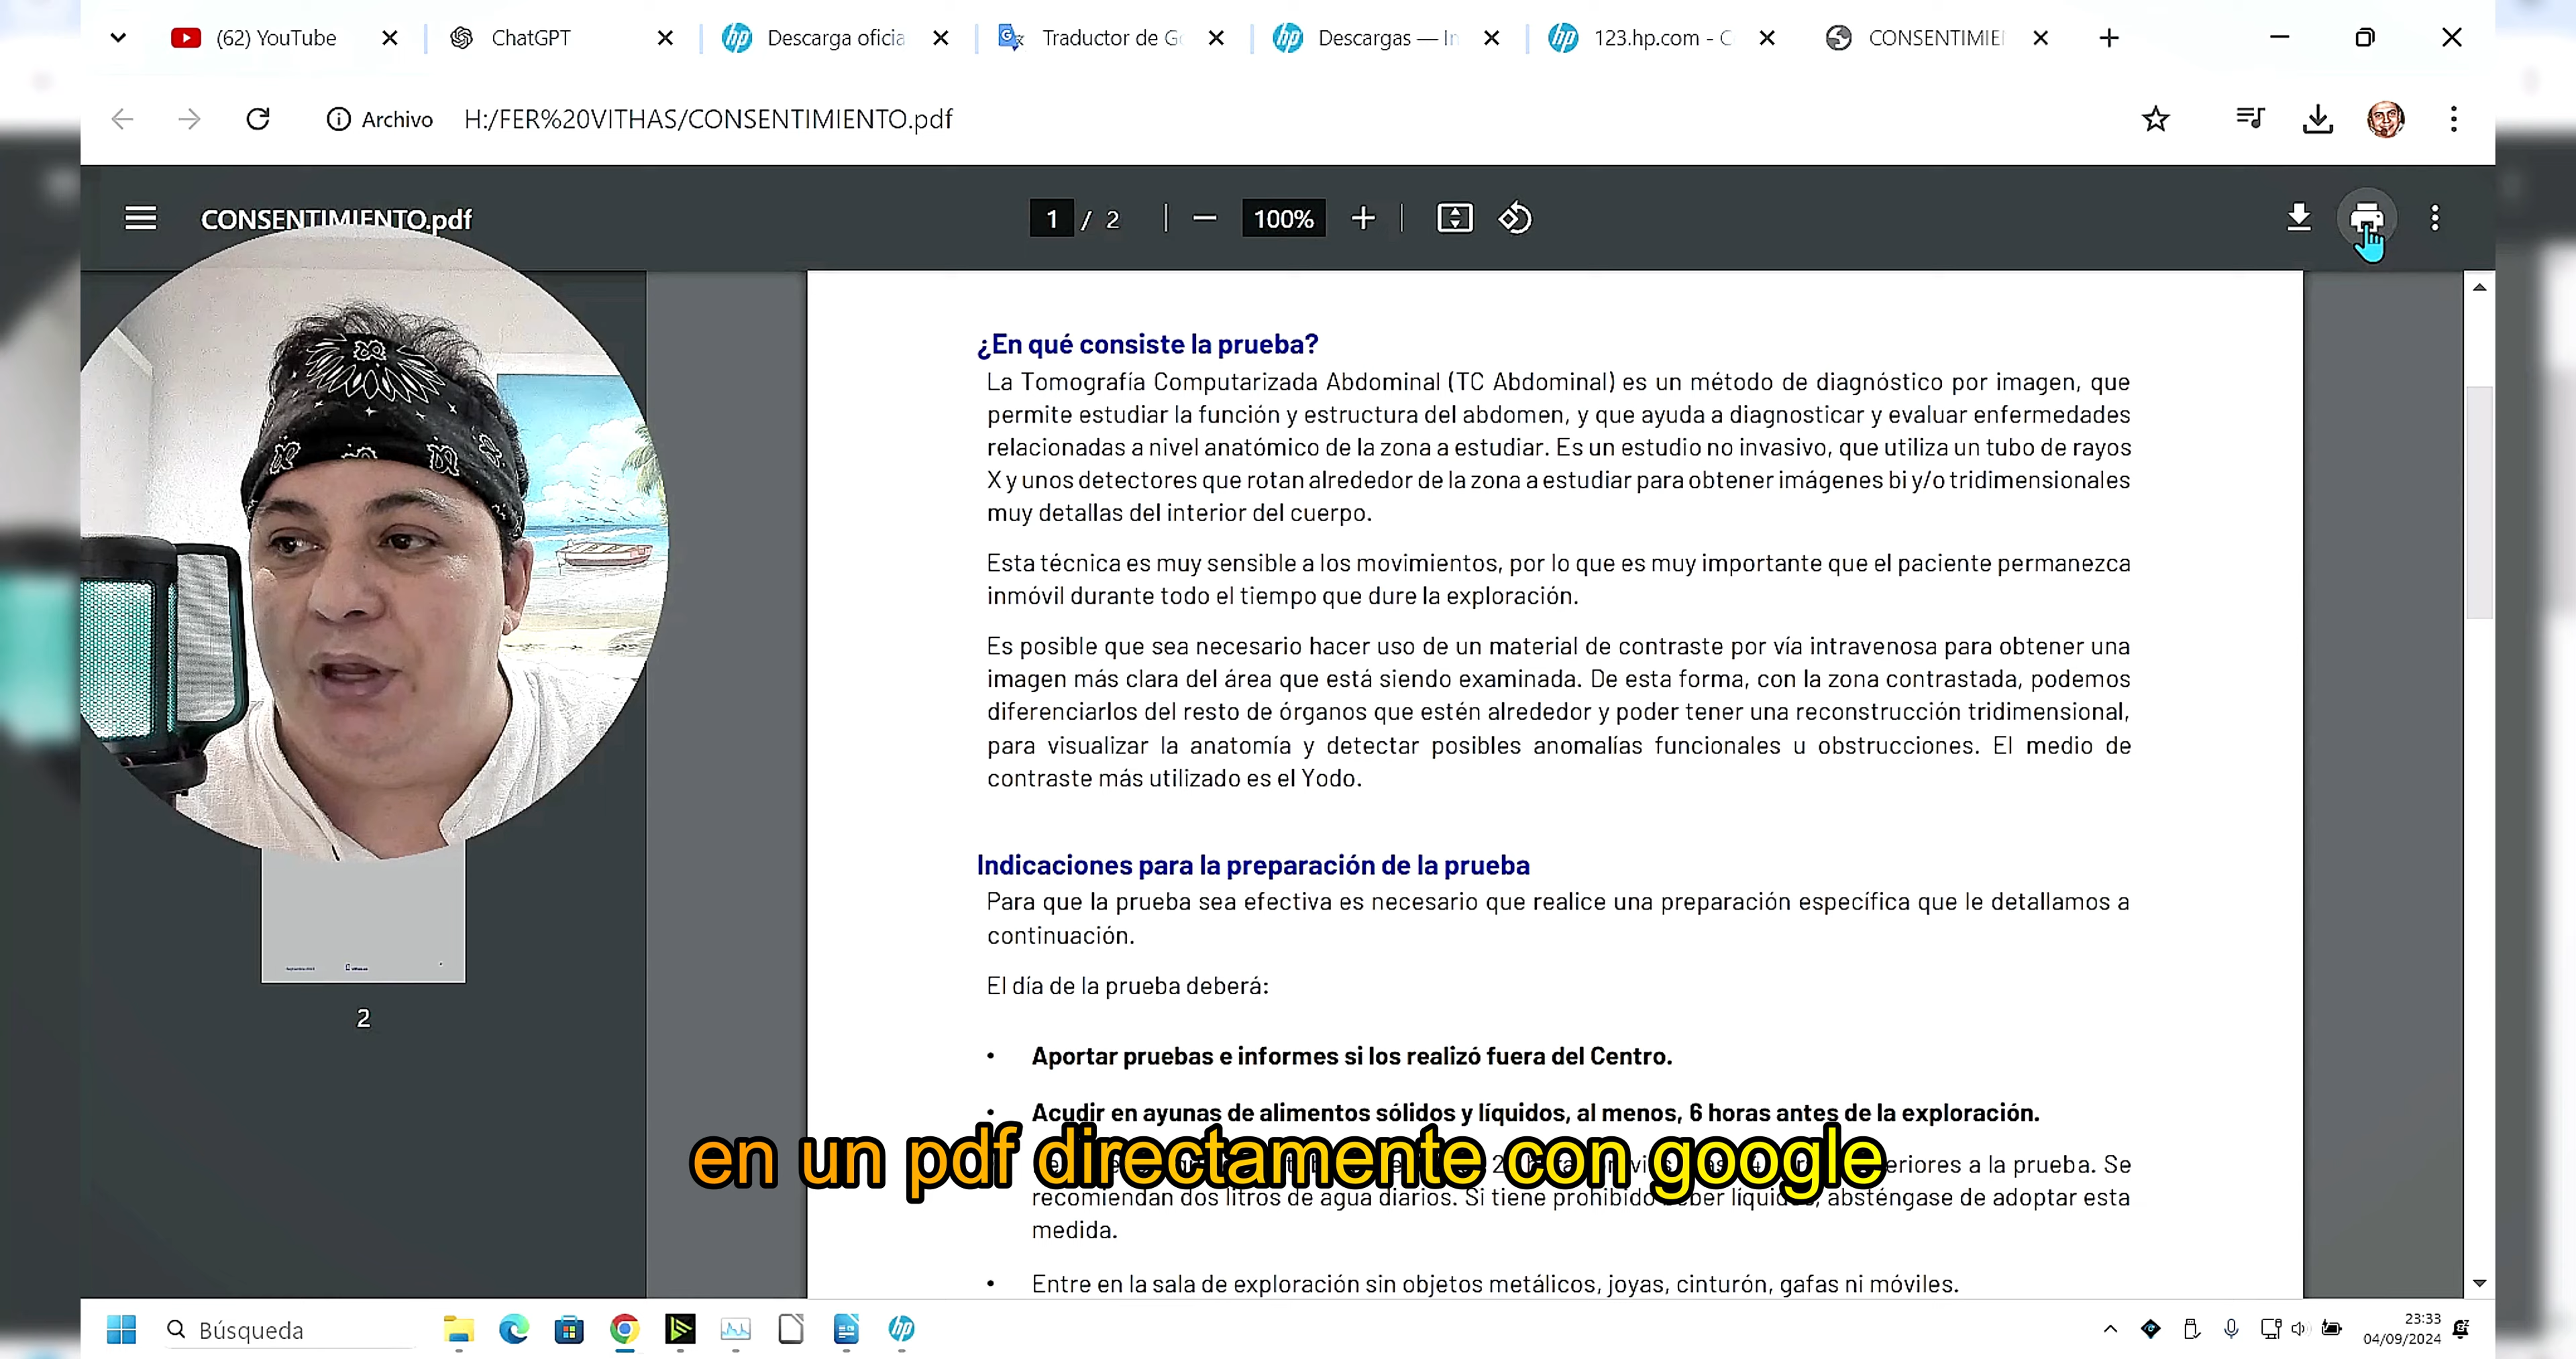 (62) YouTube
ChatGPT
Descarga oficia
Traductor de G
Descargas — In
123.hp.com - C
CONSENTIMIE
Archivo H:/FER%20VITHAS/CONSENTIMIENTO.pdf
CONSENTIMIENTO.pdf
1 / 2
100%
¿En qué consiste la prueba?
La Tomografía Computarizada Abdominal (TC Abdominal) es un método de diagnóstico por imagen, que
permite estudiar la función y estructura del abdomen, y que ayuda a diagnosticar y evaluar enfermedades
relacionadas a nivel anatómico de la zona a estudiar. Es un estudio no invasivo, que utiliza un tubo de rayos
X y unos detectores que rotan alrededor de la zona a estudiar para obtener imágenes bi y/o tridimensionales
muy detallas del interior del cuerpo.
Esta técnica es muy sensible a los movimientos, por lo que es muy importante que el paciente permanezca
inmóvil durante todo el tiempo que dure la exploración.
Es posible que sea necesario hacer uso de un material de contraste por vía intravenosa para obtener una
imagen más clara del área que está siendo examinada. De esta forma, con la zona contrastada, podemos
diferenciarlos del resto de órganos que estén alrededor y poder tener una reconstrucción tridimensional,
para visualizar la anatomía y detectar posibles anomalías funcionales u obstrucciones. El medio de
contraste más utilizado es el Yodo.
Indicaciones para la preparación de la prueba
Para que la prueba sea efectiva es necesario que realice una preparación específica que le detallamos a
continuación.
El día de la prueba deberá:
• Aportar pruebas e informes si los realizó fuera del Centro.
• Acudir en ayunas de alimentos sólidos y líquidos, al menos, 6 horas antes de la exploración.
en un pdf directamente con google
a la prueba. Se
recomiendan dos litros de agua diarios. Si tiene prohibido beber líquidos, absténgase de adoptar esta
medida.
• Entre en la sala de exploración sin objetos metálicos, joyas, cinturón, gafas ni móviles.
2
Búsqueda
23:33
04/09/2024